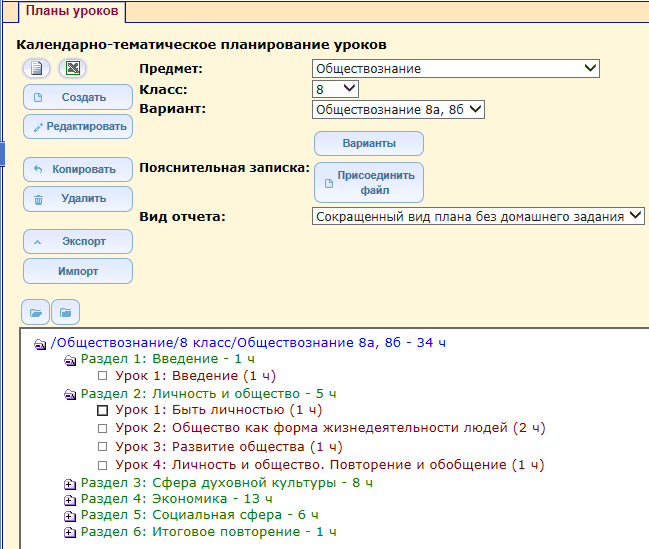 Планы уроков
Календарно-тематическое планирование уроков
Предмет: Обществознание
Класс: 8
Вариант: Обществознание 8а, 8б
Создать
Редактировать
Варианты
Копировать
Пояснительная записка:
Присоединить
файл
Удалить
Вид отчета: Сокращенный вид плана без домашнего задания
Экспорт
Импорт
/Обществознание/8 класс/Обществознание 8а, 8б - 34 ч
Раздел 1: Введение - 1 ч
Урок 1: Введение (1 ч)
Раздел 2: Личность и общество - 5 ч
Урок 1: Быть личностью (1 ч)
Урок 2: Общество как форма жизнедеятельности людей (2 ч)
Урок 3: Развитие общества (1 ч)
Урок 4: Личность и общество. Повторение и обобщение (1 ч)
Раздел 3: Сфера духовной культуры - 8 ч
Раздел 4: Экономика - 13 ч
Раздел 5: Социальная сфера - 6 ч
Раздел 6: Итоговое повторение - 1 ч